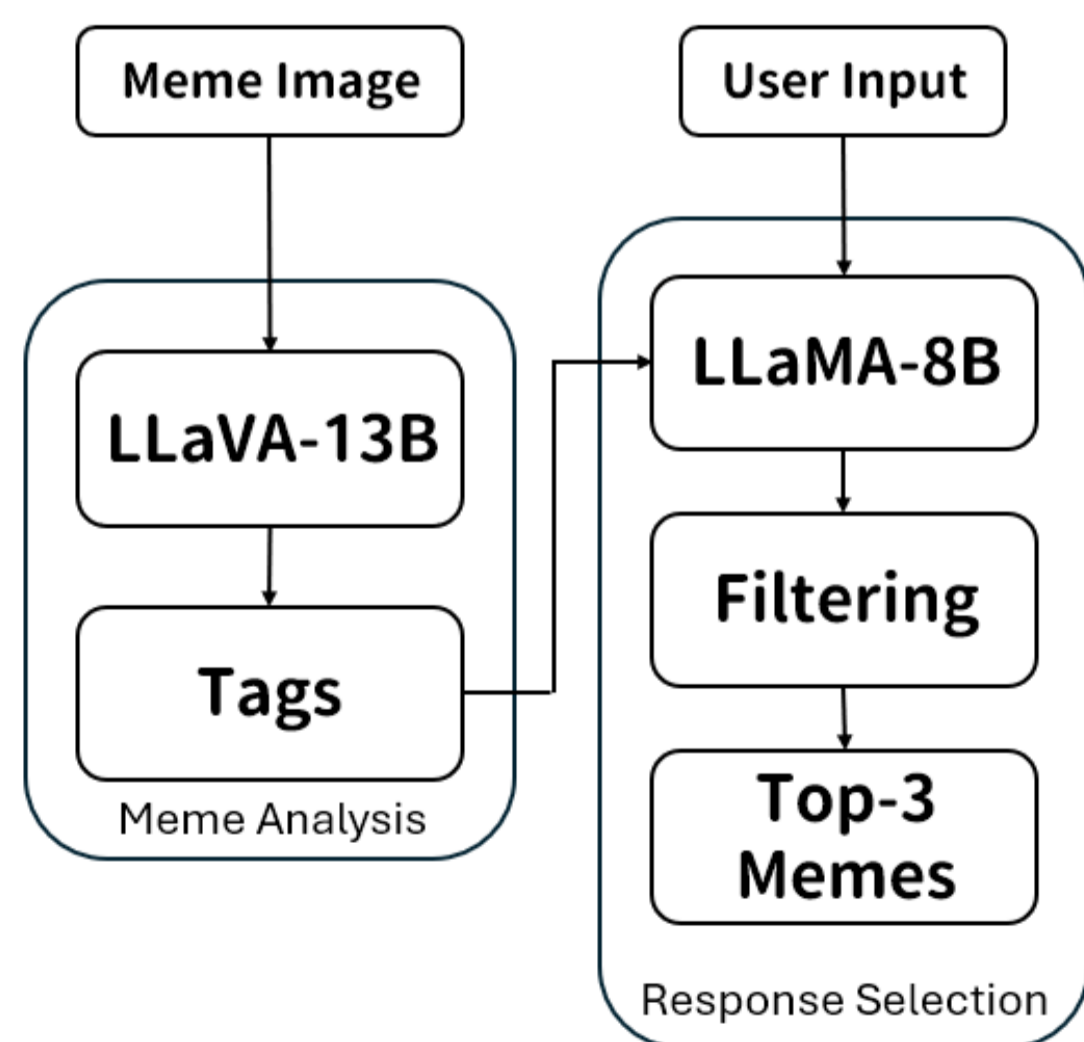 Meme Image
LLaVA-13B
Tags
Meme Analysis
User Input
LLaMA-8B
Filtering
Top-3
Memes
Response Selection